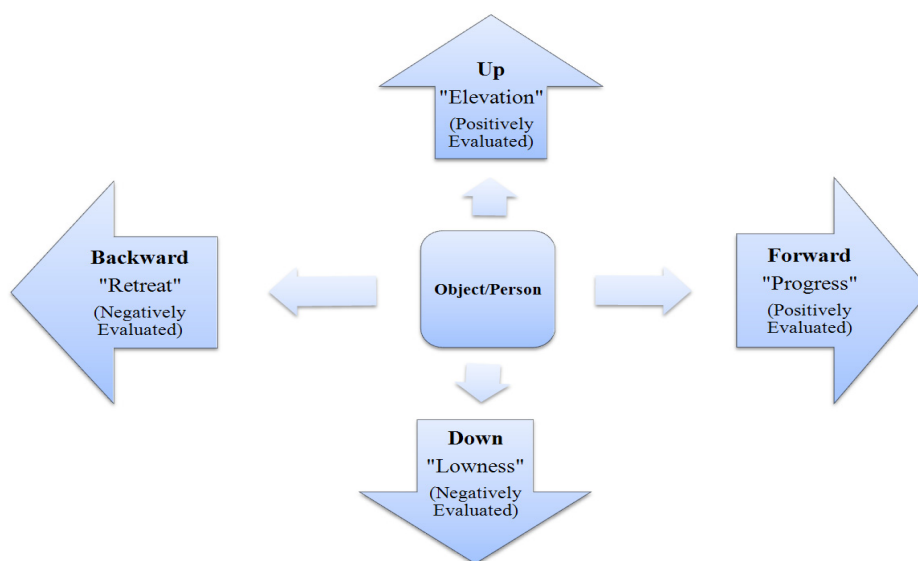 Up
"Elevation"
(Positively
Evaluated)
Backward
"Retreat"
(Negatively
Evaluated)
Object/Person
Forward
"Progress"
(Positively
Evaluated)
Down
"Lowness"
(Negatively
Evaluated)